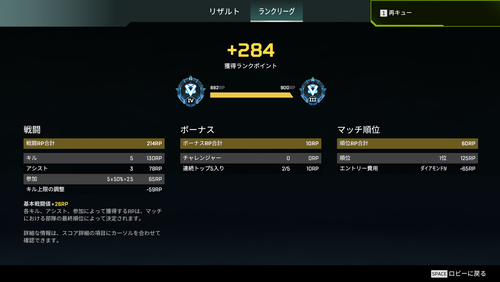 リザルト
ランクリーグ
1 再キュー
+284
獲得ランクポイント
882RP
900RP
IV
III
戦闘
戦闘RP合計 214RP
キル 5 130RP
アシスト 3 78RP
参加 5×50%=2.5 65RP
キル上限の調整 -59RP
基本戦闘値+26RP
各キル、アシスト、参加によって獲得するRPは、マッチ
における部隊の最終順位によって決定されます。
詳細な情報は、スコア詳細の項目にカーソルを合わせて
確認できます。
ボーナス
ボーナスRP合計 10RP
チャレンジャー 0 0RP
連続トップ5入り 2/5 10RP
マッチ順位
順位RP合計 60RP
順位 1位 125RP
エントリー費用 ダイアモンドIV -65RP
SPACE ロビーに戻る